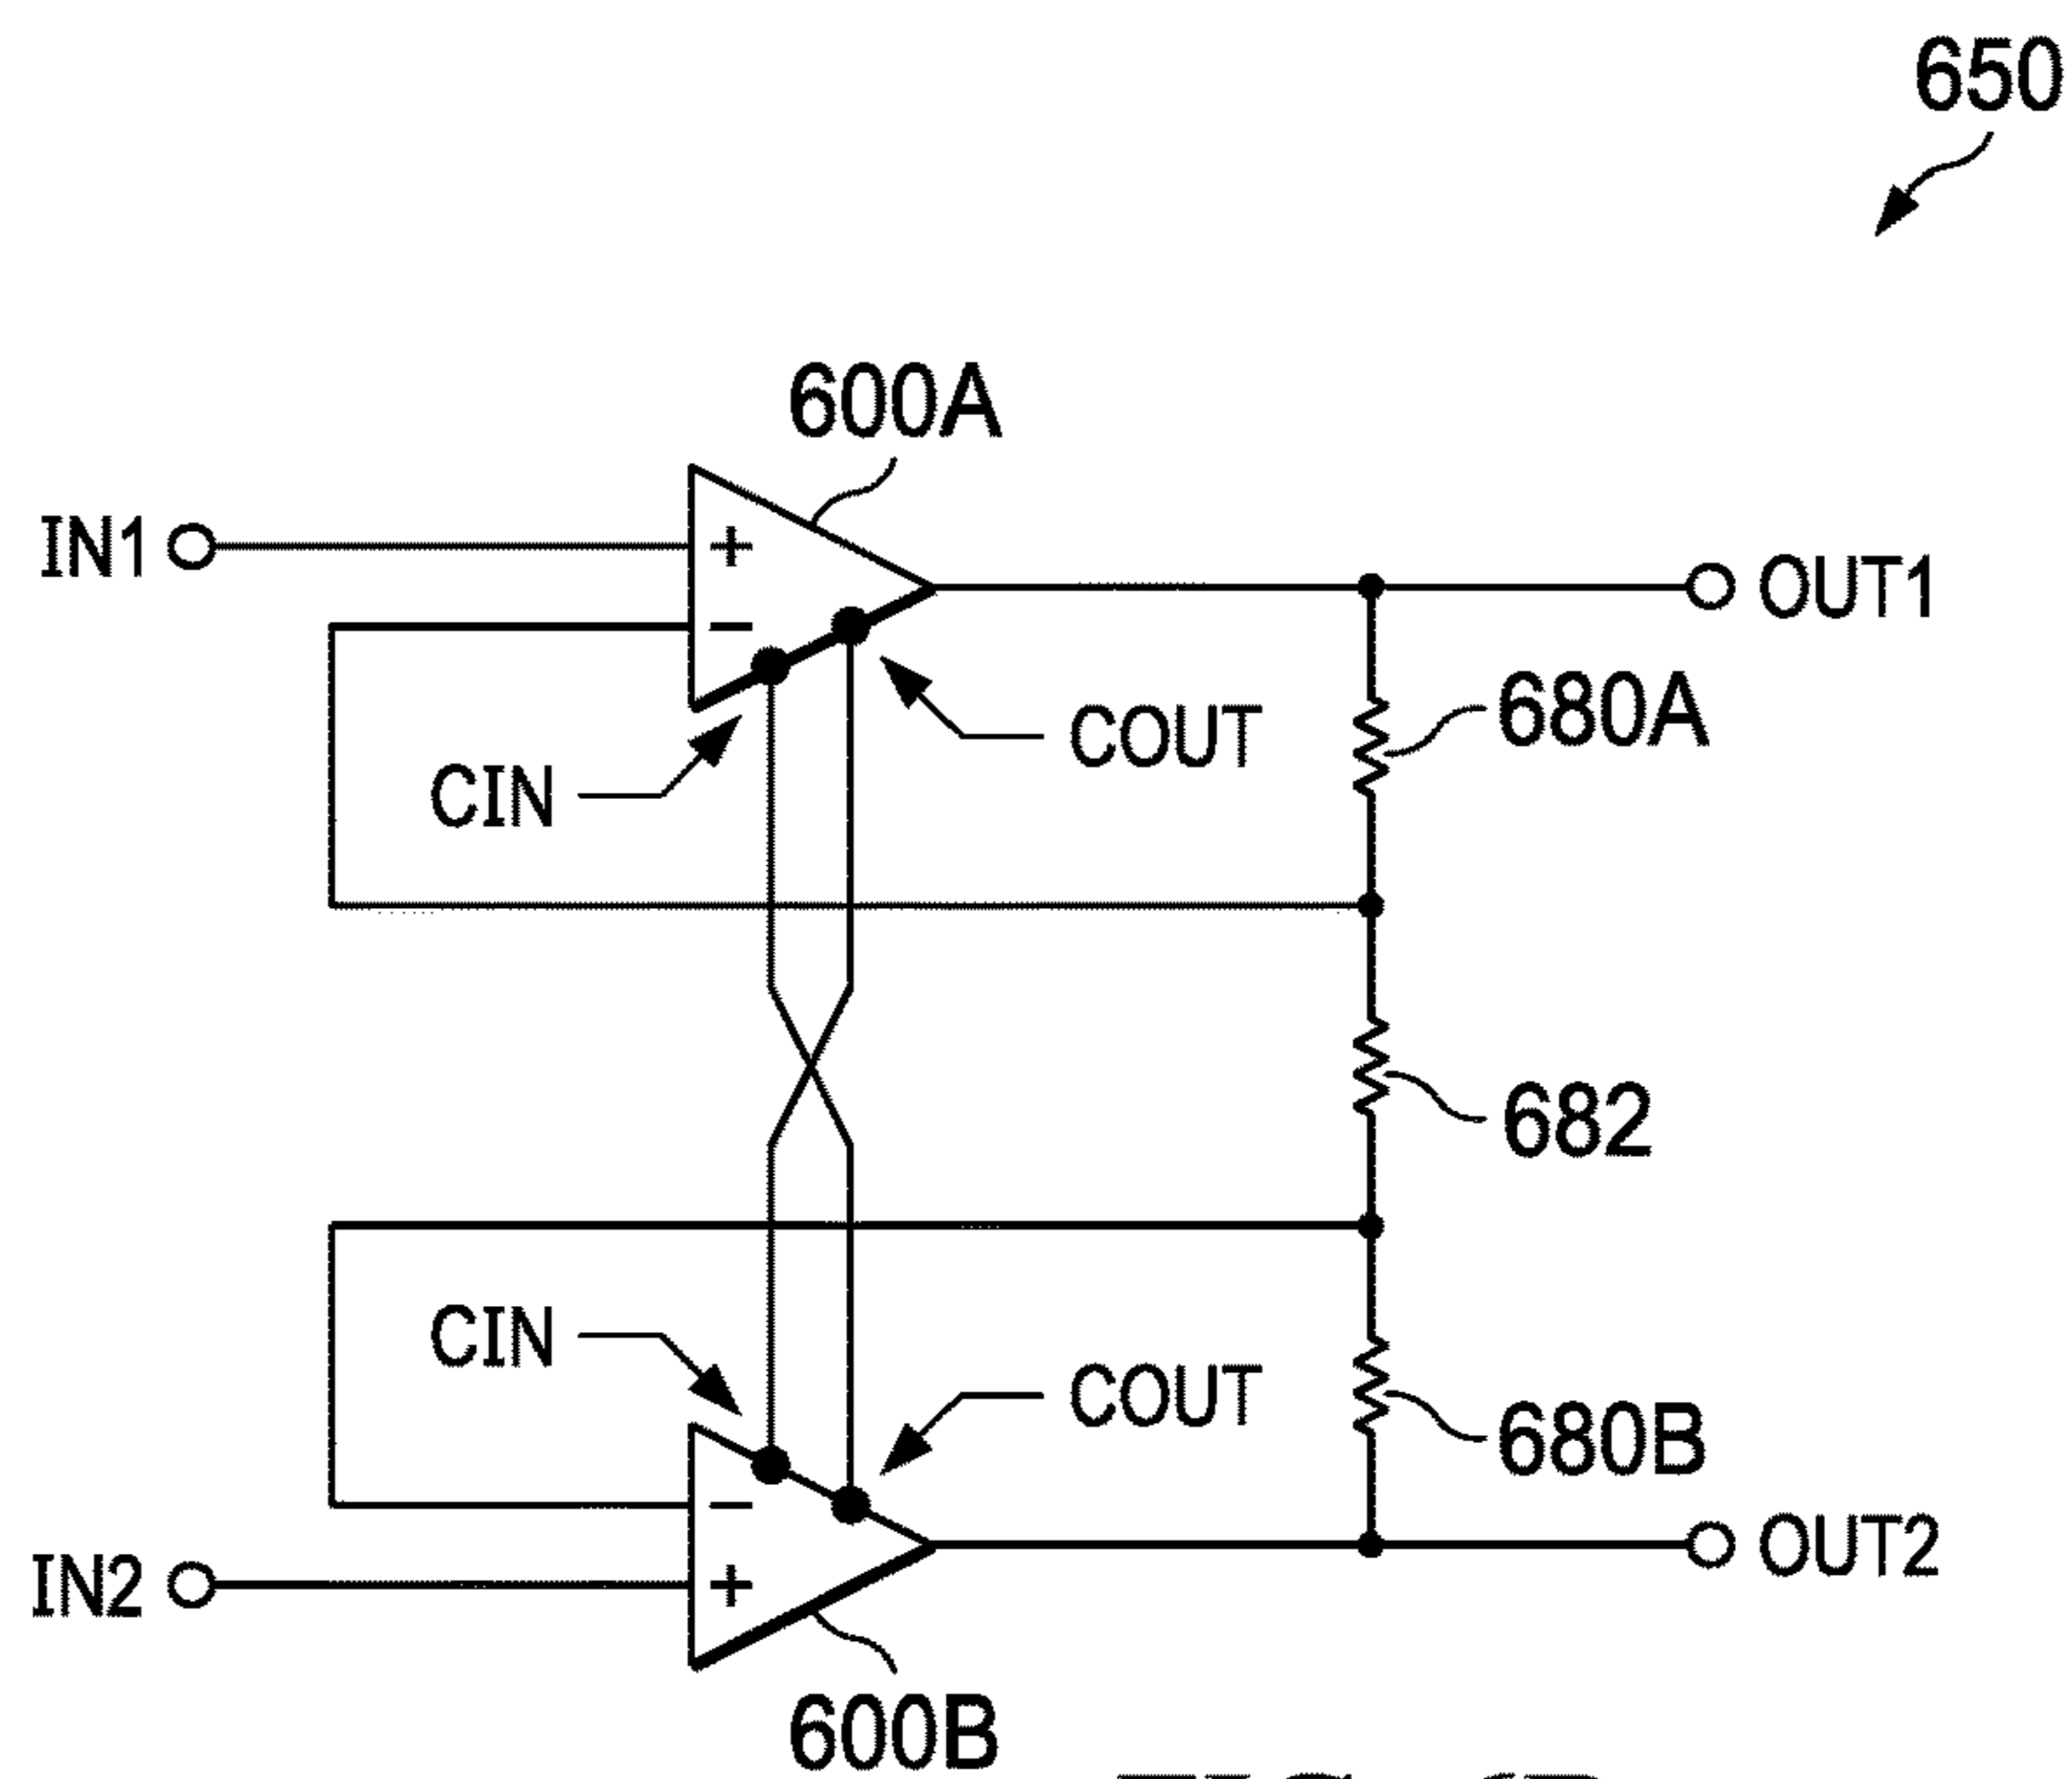 650
600A
IN1
+
−
OUT1
COUT
680A
CIN
682
CIN
COUT
680B
−
OUT2
IN2
+
600B